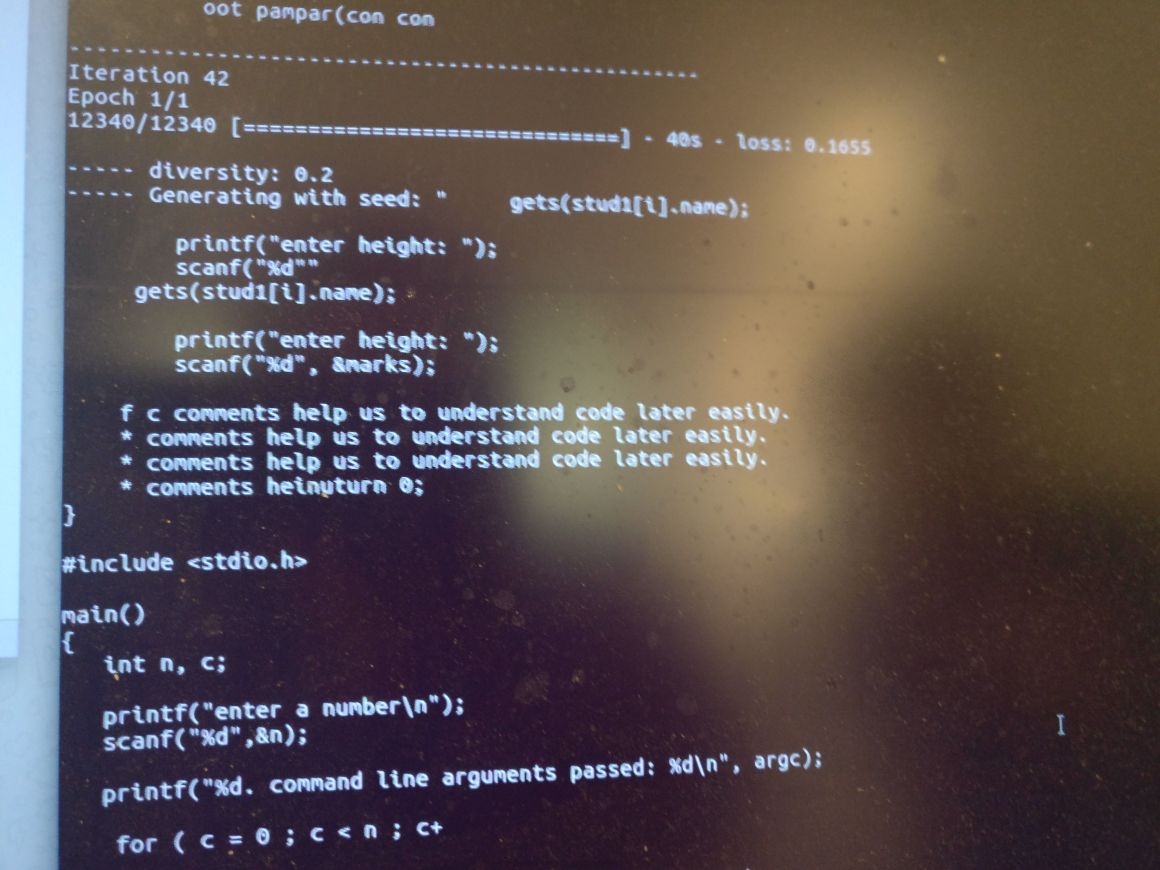 oot pampar(con con
--------------------------------------------------
Iteration 42
Epoch 1/1
12340/12340 [==============================] - 40s - loss: 0.1655
----- diversity: 0.2
----- Generating with seed: "     gets(stud1[i].name);
printf("enter height: ");
scanf("%d""
gets(stud1[i].name);
printf("enter height: ");
scanf("%d", &marks);
f c comments help us to understand code later easily.
* comments help us to understand code later easily.
* comments help us to understand code later easily.
* comments heinuturn 0;
}
#include <stdio.h>
main()
{
int n, c;
printf("enter a number\n");
scanf("%d",&n);
printf("%d. command line arguments passed: %d\n", argc);
for ( c = 0 ; c < n ; c+